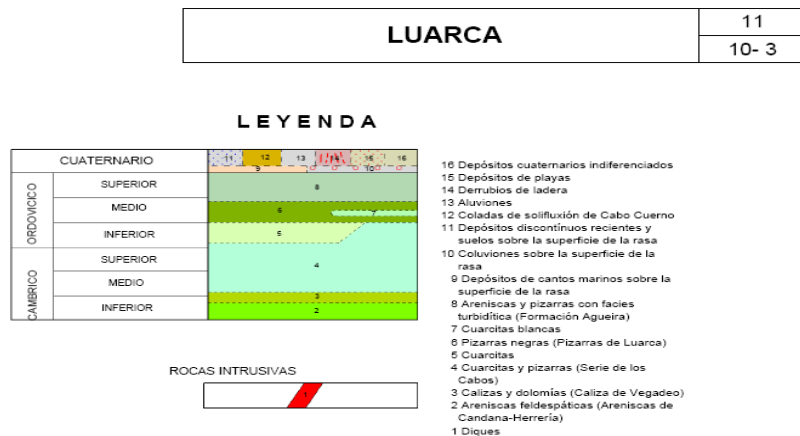 LUARCA
11
10- 3
LEYENDA
CUATERNARIO
11 12 13 14 15 16
9 10
ORDOVICICO
SUPERIOR
8
MEDIO
6 7
INFERIOR
5
CAMBRICO
SUPERIOR
4
MEDIO
3
INFERIOR
2
16 Depósitos cuaternarios indiferenciados
15 Depósitos de playas
14 Derrubios de ladera
13 Aluviones
12 Coladas de solifluxión de Cabo Cuerno
11 Depósitos discontínuos recientes y
suelos sobre la superficie de la rasa
10 Coluviones sobre la superficie de la
rasa
9 Depósitos de cantos marinos sobre la
superficie de la rasa
8 Areniscas y pizarras con facies
turbidítica (Formación Agueira)
7 Cuarcitas blancas
6 Pizarras negras (Pizarras de Luarca)
5 Cuarcitas
4 Cuarcitas y pizarras (Serie de los
Cabos)
3 Calizas y dolomías (Caliza de Vegadeo)
2 Areniscas feldespáticas (Areniscas de
Candana-Herrería)
1 Diques
ROCAS INTRUSIVAS
1